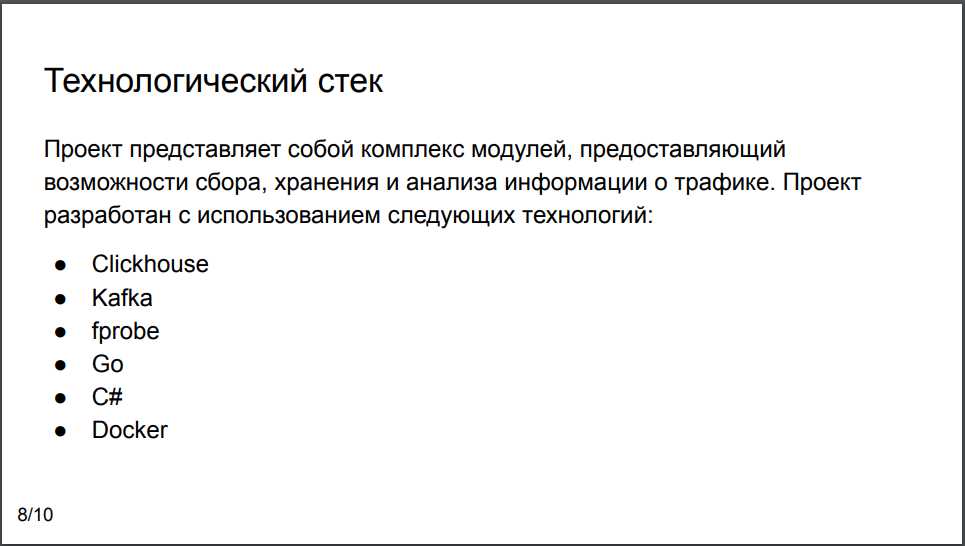 Технологический стек
Проект представляет собой комплекс модулей, предоставляющий
возможности сбора, хранения и анализа информации о трафике. Проект
разработан с использованием следующих технологий:
● Clickhouse
● Kafka
● fprobe
● Go
● C#
● Docker
8/10